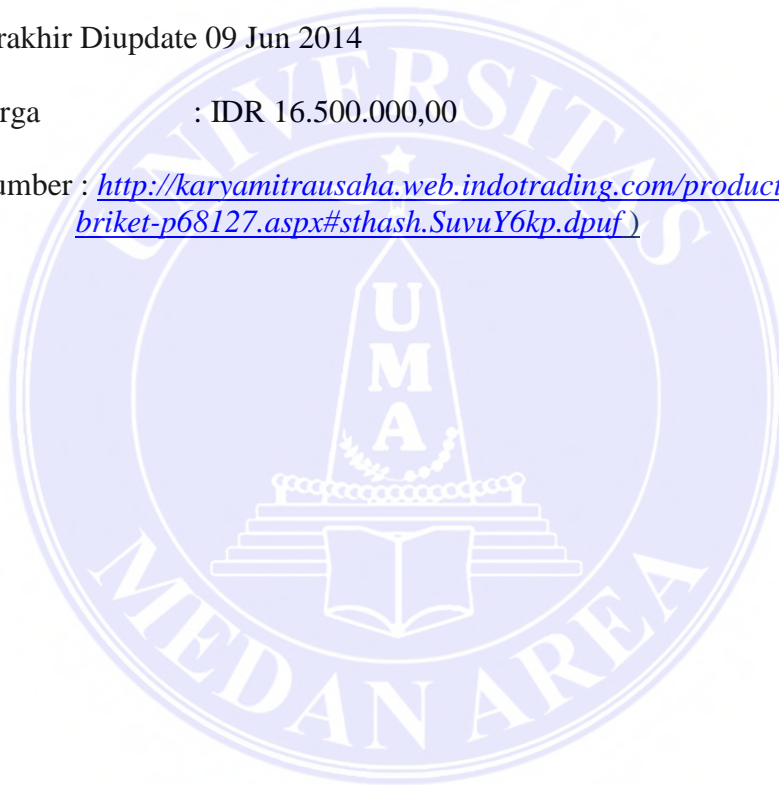 rakhir Diupdate 09 Jun 2014
rga : IDR 16.500.000,00
umber : http://karyamitrausaha.web.indotrading.com/product
briket-p68127.aspx#sthash.SuvuY6kp.dpuf )
UNIVERSITAS
U
M
A
MEDAN AREA